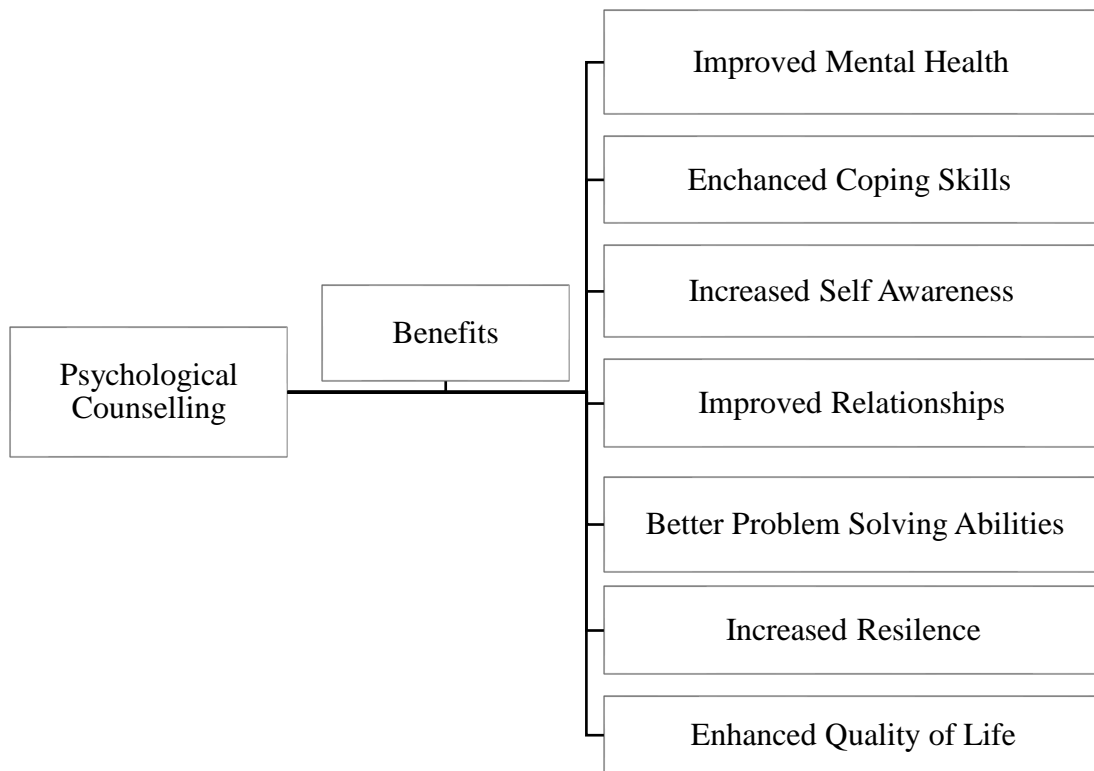 Psychological
Counselling
Benefits
Improved Mental Health
Enchanced Coping Skills
Increased Self Awareness
Improved Relationships
Better Problem Solving Abilities
Increased Resilence
Enhanced Quality of Life